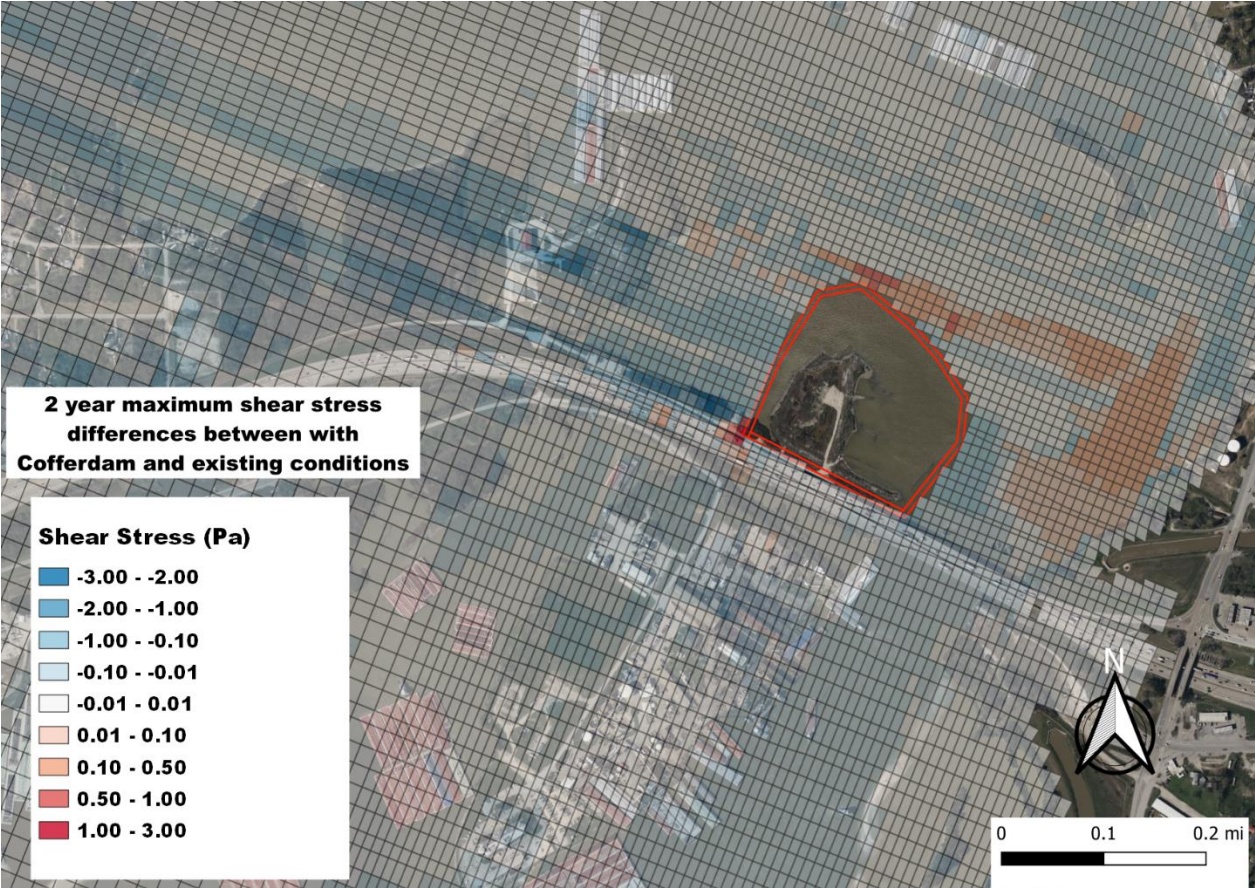 2 year maximum shear stress
differences between with
Cofferdam and existing conditions
Shear Stress (Pa)
-3.00 - -2.00
-2.00 - -1.00
-1.00 - -0.10
-0.10 - -0.01
-0.01 - 0.01
0.01 - 0.10
0.10 - 0.50
0.50 - 1.00
1.00 - 3.00
N
0 0.1 0.2 mi